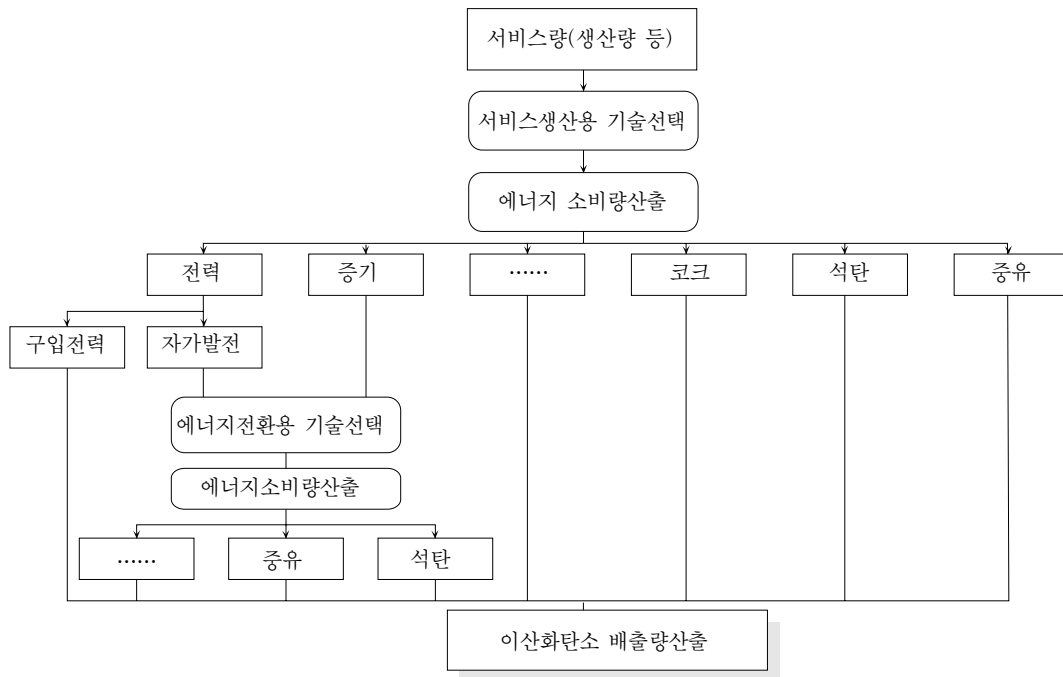 서비스량(생산량 등)
서비스생산용 기술선택
에너지 소비량산출
전력
증기
……
코크
석탄
중유
구입전력
자가발전
에너지전환용 기술선택
에너지소비량산출
……
중유
석탄
이산화탄소 배출량산출